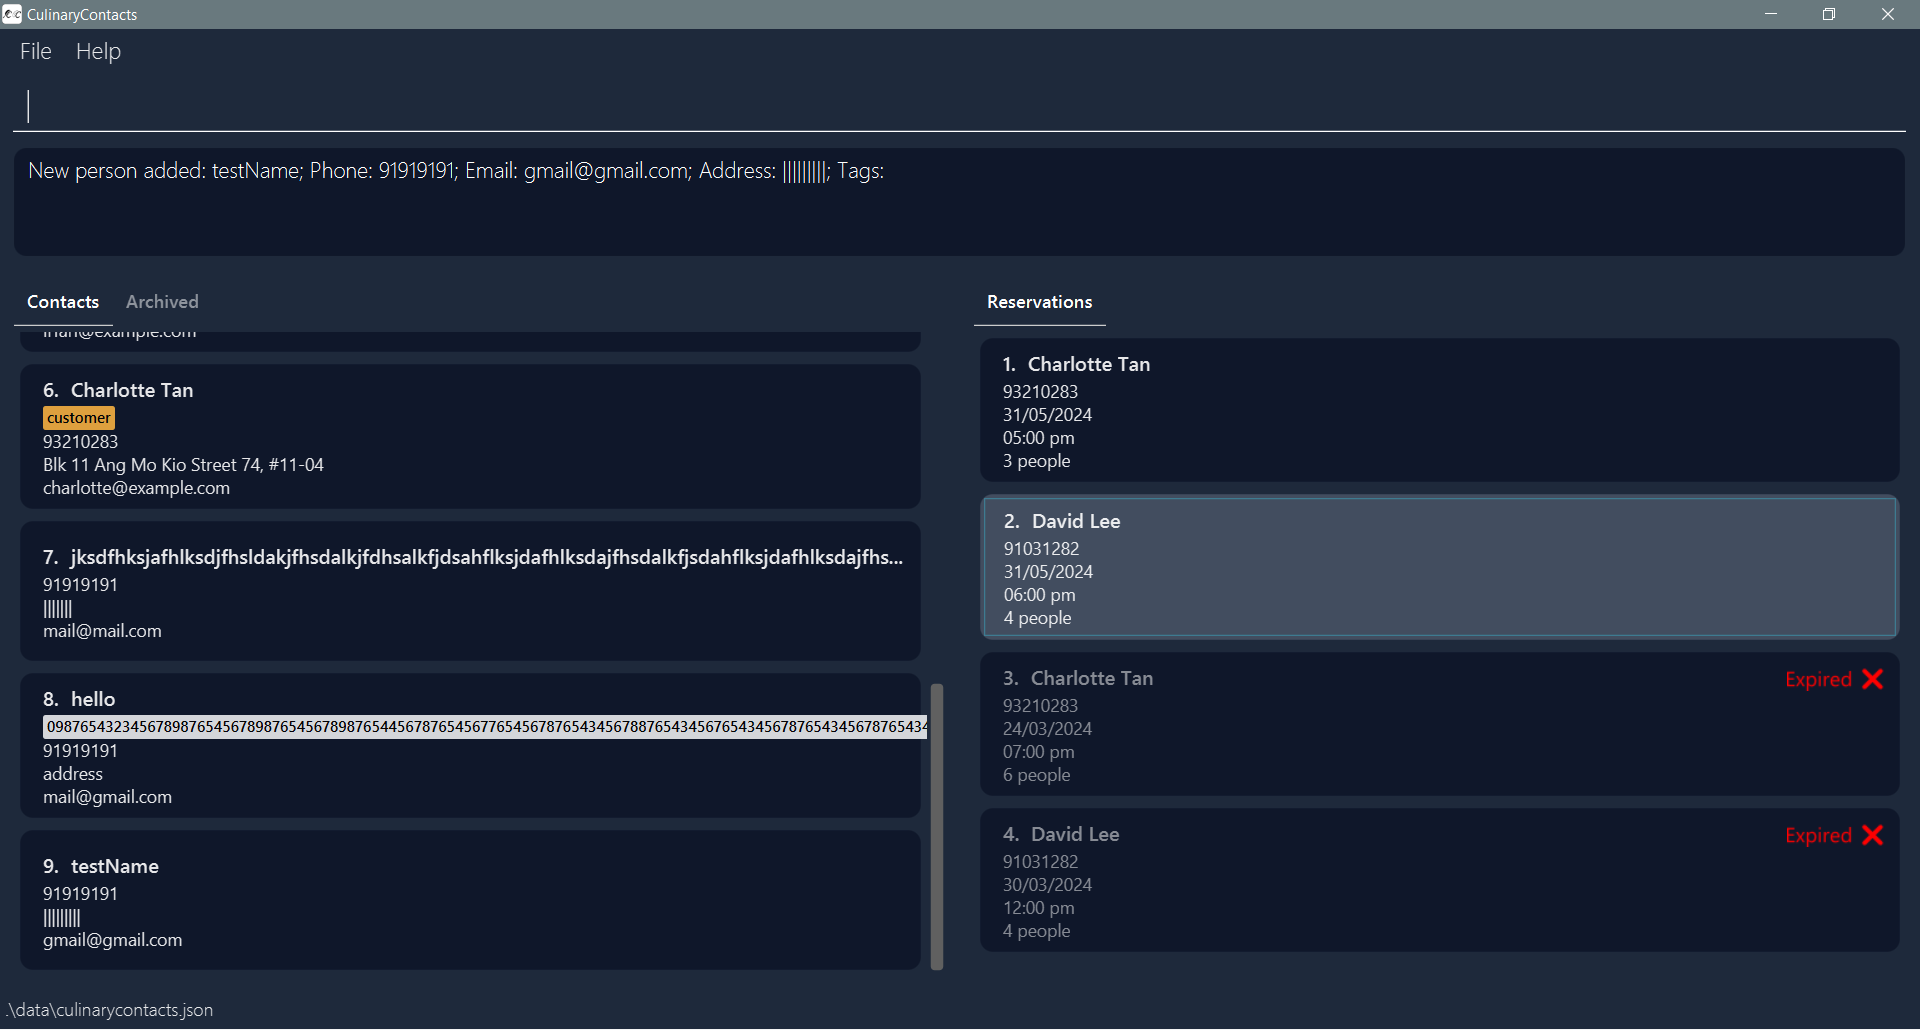 CulinaryContacts
File Help
New person added: testName; Phone: 91919191; Email: gmail@gmail.com; Address: |||||||||; Tags:
Contacts Archived
6. Charlotte Tan
customer
93210283
Blk 11 Ang Mo Kio Street 74, #11-04
charlotte@example.com
7. jksdfhksjafhlksdjfhsldakjfhsdalkjfdhsalkfjdsahflksjdafhlksdajfhsdalkfjsdahflksjdafhlksdajfhs...
91919191
|||||||
mail@mail.com
8. hello
91919191
address
mail@gmail.com
9. testName
91919191
|||||||||
gmail@gmail.com
Reservations
1. Charlotte Tan
93210283
31/05/2024
05:00 pm
3 people
2. David Lee
91031282
31/05/2024
06:00 pm
4 people
3. Charlotte Tan
Expired
93210283
24/03/2024
07:00 pm
6 people
4. David Lee
Expired
91031282
30/03/2024
12:00 pm
4 people
.\data\culinarycontacts.json